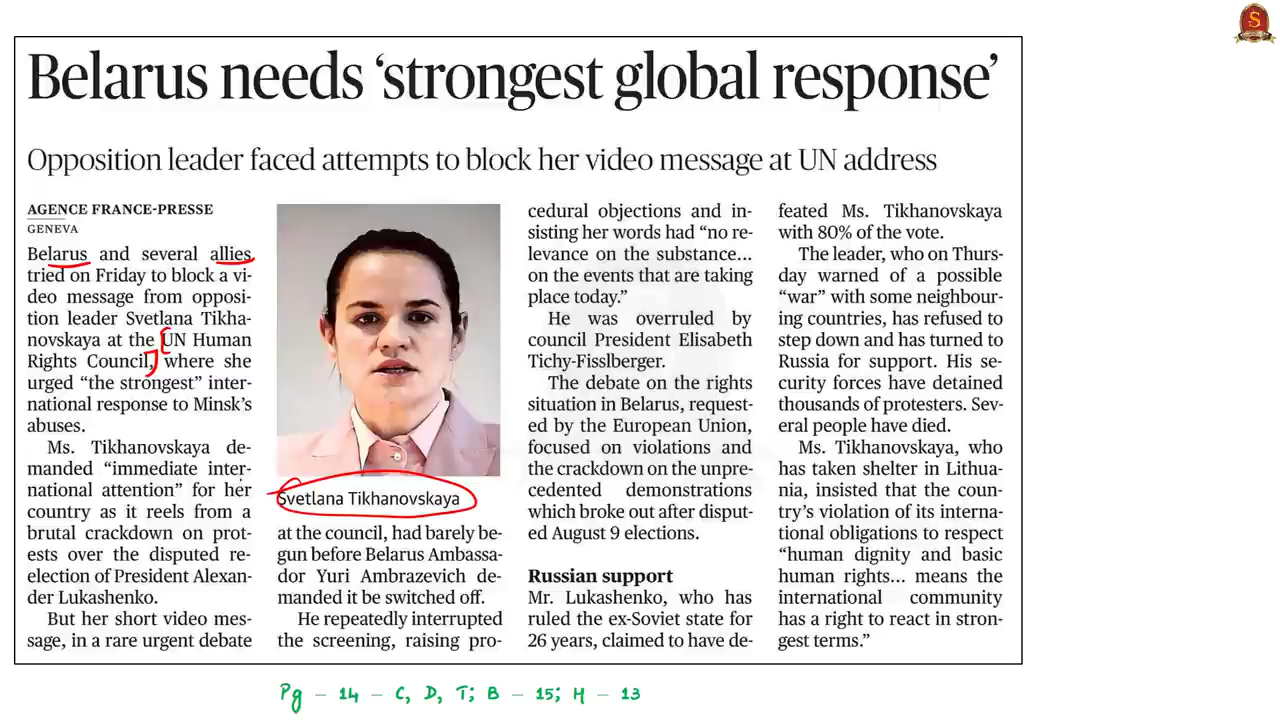 Belarus needs ‘strongest global response’
Opposition leader faced attempts to block her video message at UN address
AGENCE FRANCE-PRESSE
GENEVA
Belarus and several allies
tried on Friday to block a vi-
deo message from opposi-
tion leader Svetlana Tikha-
novskaya at the UN Human
Rights Council, where she
urged “the strongest” inter-
national response to Minsk’s
abuses.
Ms. Tikhanovskaya de-
manded “immediate inter-
national attention” for her
country as it reels from a
brutal crackdown on prot-
ests over the disputed re-
election of President Alexan-
der Lukashenko.
But her short video mes-
sage, in a rare urgent debate
Svetlana Tikhanovskaya
at the council, had barely be-
gun before Belarus Ambassa-
dor Yuri Ambrazevich de-
manded it be switched off.
He repeatedly interrupted
the screening, raising pro-
cedural objections and in-
sisting her words had “no re-
levance on the substance...
on the events that are taking
place today.”
He was overruled by
council President Elisabeth
Tichy-Fisslberger.
The debate on the rights
situation in Belarus, request-
ed by the European Union,
focused on violations and
the crackdown on the unpre-
cedented demonstrations
which broke out after disput-
ed August 9 elections.
Russian support
Mr. Lukashenko, who has
ruled the ex-Soviet state for
26 years, claimed to have de-
feated Ms. Tikhanovskaya
with 80% of the vote.
The leader, who on Thurs-
day warned of a possible
“war” with some neighbour-
ing countries, has refused to
step down and has turned to
Russia for support. His se-
curity forces have detained
thousands of protesters. Sev-
eral people have died.
Ms. Tikhanovskaya, who
has taken shelter in Lithua-
nia, insisted that the coun-
try’s violation of its interna-
tional obligations to respect
“human dignity and basic
human rights... means the
international community
has a right to react in stron-
gest terms.”
Pg – 14 – C, D, T; B – 15; H – 13
S